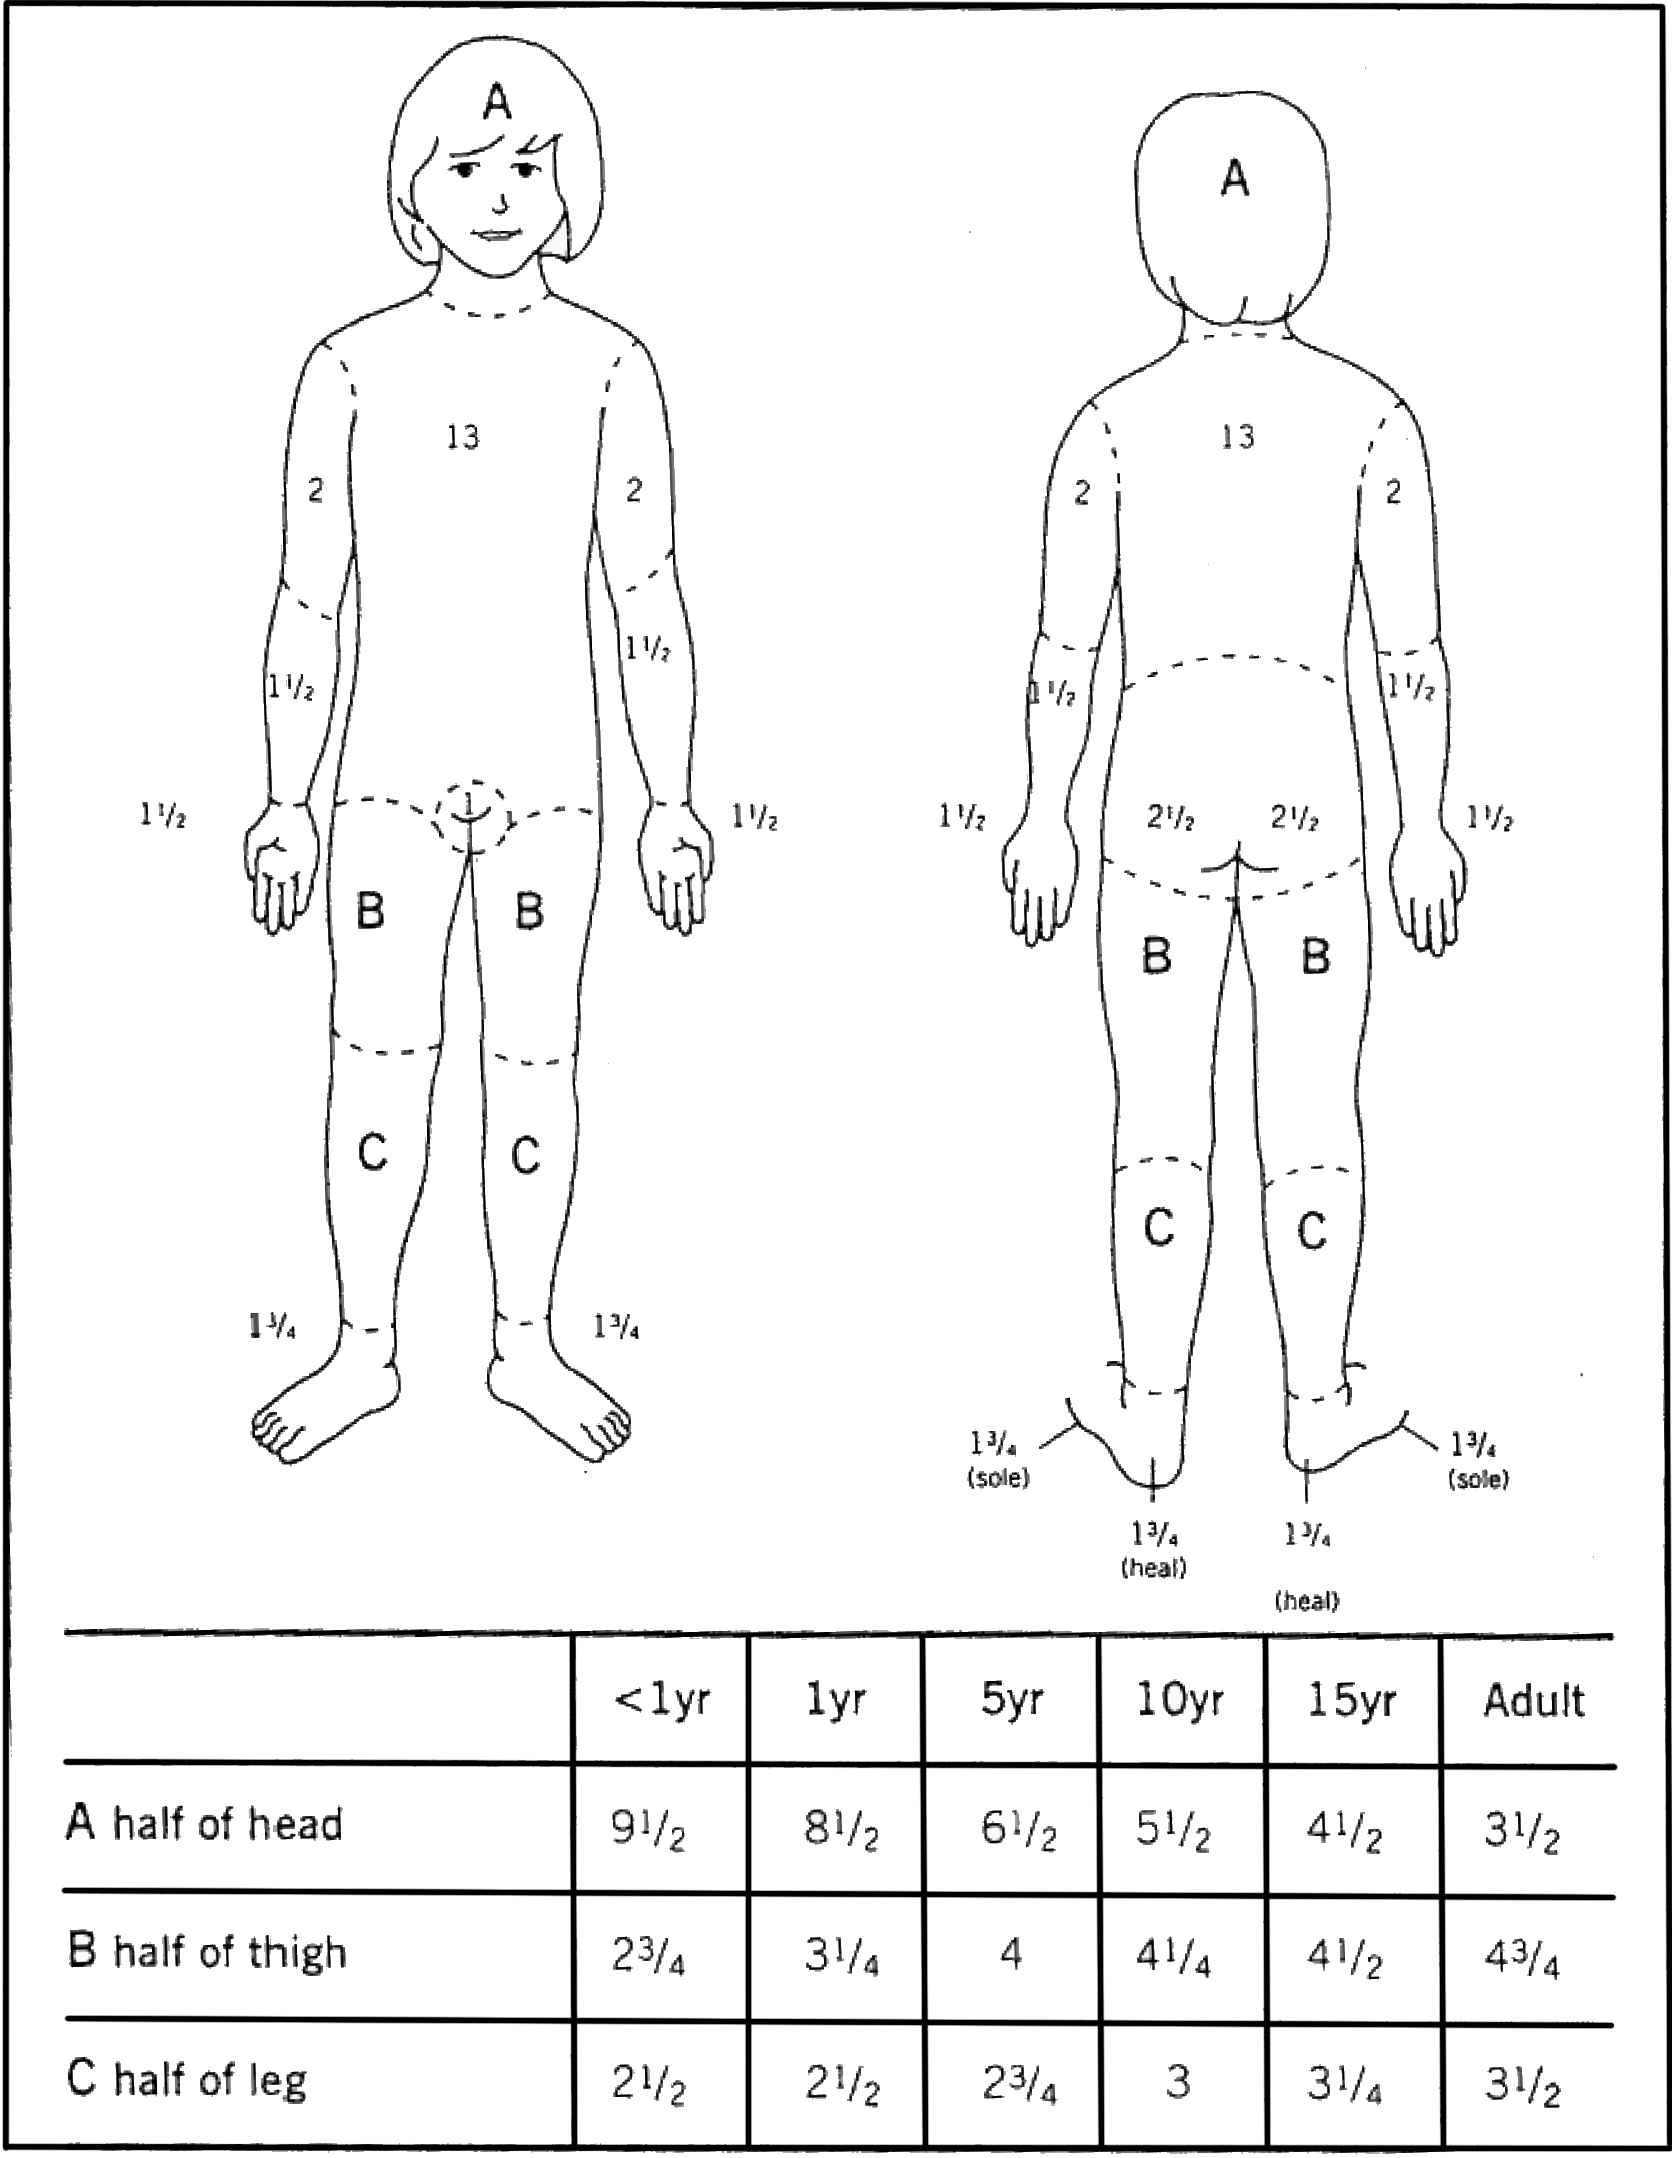 A
A
13
13
2
2
2
2
1 1/2
1 1/2
1 1/2
1 1/2
1 1/2
1
1 1/2
1 1/2
2 1/2
2 1/2
1 1/2
B
B
B
B
C
C
C
C
1 3/4
1 3/4
1 3/4
(sole)
1 3/4
(sole)
1 3/4
(heal)
1 3/4
(heal)
<1yr 1yr 5yr 10yr 15yr Adult
A half of head 9 1/2 8 1/2 6 1/2 5 1/2 4 1/2 3 1/2
B half of thigh 2 3/4 3 1/4 4 4 1/4 4 1/2 4 3/4
C half of leg 2 1/2 2 1/2 2 3/4 3 3 1/4 3 1/2